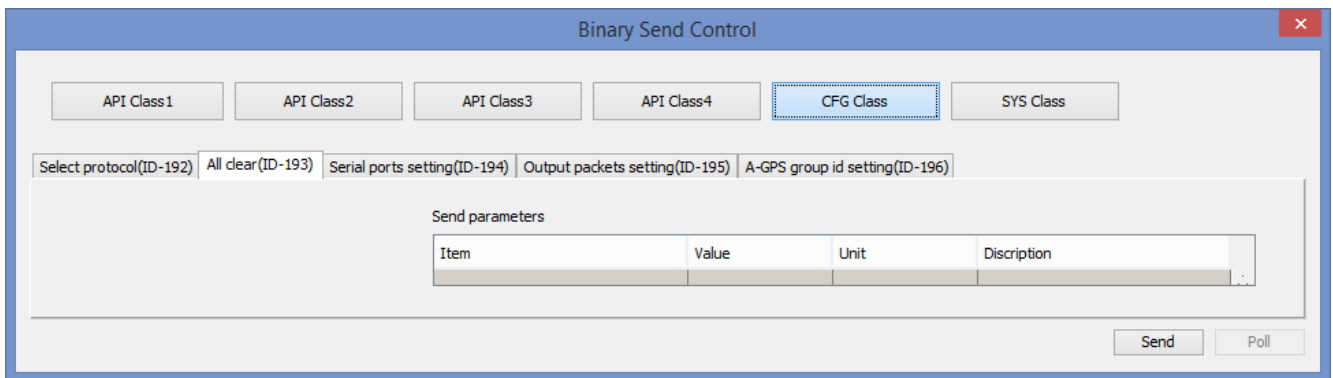 Binary Send Control
API Class1 API Class2 API Class3 API Class4 CFG Class SYS Class
Select protocol(ID-192) All clear(ID-193) Serial ports setting(ID-194) Output packets setting(ID-195) A-GPS group id setting(ID-196)
Send parameters
Item Value Unit Discription
Send Poll